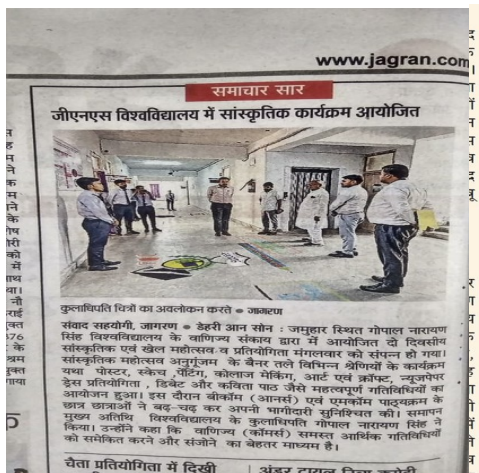 www.jagran.com
समाचार सार
जीएनएस विश्वविद्यालय में सांस्कृतिक कार्यक्रम आयोजित
कुलाधिपति चित्रों का अवलोकन करते ● जागरण
संवाद सहयोगी, जागरण ● डेहरी आन सोन : जमुहार स्थित गोपाल नारायण
सिंह विश्वविद्यालय के वाणिज्य संकाय द्वारा में आयोजित दो दिवसीय
सांस्कृतिक एवं खेल महोत्सव व प्रतियोगिता मंगलवार को संपन्न हो गया।
सांस्कृतिक महोत्सव अनुगूंजम के बैनर तले विभिन्न श्रेणियों के कार्यक्रम
यथा पोस्टर, स्केच, पेंटिंग, कोलाज मेकिंग, आर्ट एवं क्रॉफ्ट, न्यूजपेपर
ड्रेस प्रतियोगिता, डिबेट और कविता पाठ जैसे महत्वपूर्ण गतिविधियों का
आयोजन हुआ। इस दौरान बीकॉम (आनर्स) एवं एमकॉम पाठ्यक्रम के
छात्र छात्राओं ने बढ़-चढ़ कर अपनी भागीदारी सुनिश्चित की। समापन
मुख्य अतिथि विश्वविद्यालय के कुलाधिपति गोपाल नारायण सिंह ने
किया। उन्होंने कहा कि वाणिज्य (कॉमर्स) समस्त आर्थिक गतिविधियों
को समेकित करने और संजोने का बेहतर माध्यम है।
चैता प्रतियोगिता में दिखी